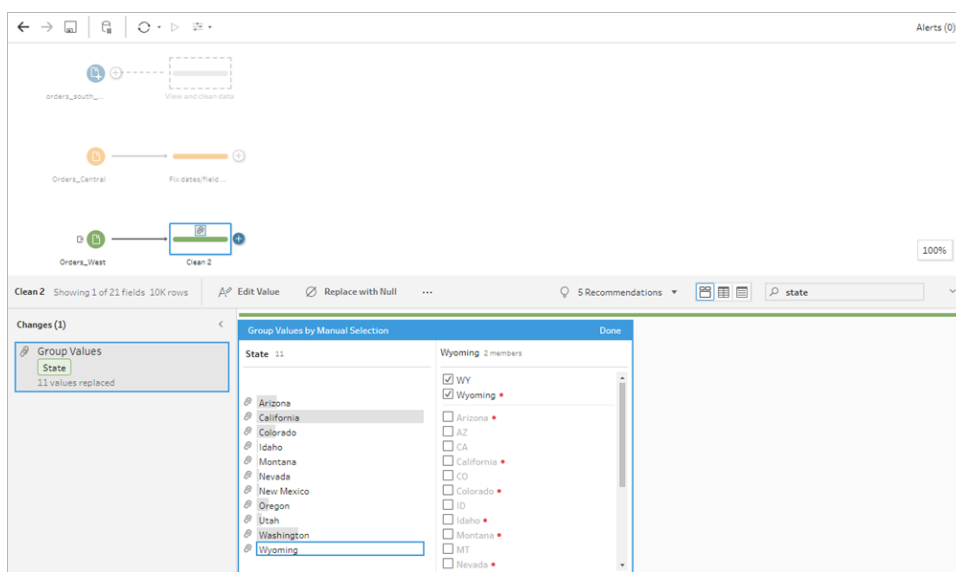 Alerts (0)
orders_south_...
View and clean data
Orders_Central
Fix dates/field ...
Orders_West
Clean 2
100%
Clean 2 Showing 1 of 21 fields 10K rows
Edit Value
Replace with Null
...
5 Recommendations
state
Changes (1)
Group Values
State
11 values replaced
Group Values by Manual Selection
Done
State 11
Arizona
California
Colorado
Idaho
Montana
Nevada
New Mexico
Oregon
Utah
Washington
Wyoming
Wyoming 2 members
WY
Wyoming
Arizona
AZ
CA
California
CO
Colorado
ID
Idaho
Montana
MT
Nevada